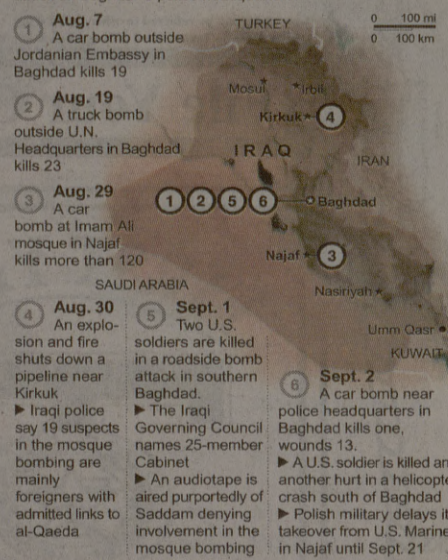 1 Aug. 7
A car bomb outside
Jordanian Embassy in
Baghdad kills 19
2 Aug. 19
A truck bomb
outside U.N.
Headquarters in Baghdad
kills 23
3 Aug. 29
A car
bomb at Imam Ali
mosque in Najaf
kills more than 120
TURKEY
0 100 mi
0 100 km
Mosul
Irbil
Kirkuk 4
IRAQ
IRAN
1 2 5 6 Baghdad
Najaf 3
SAUDI ARABIA
Nasiriyah
Umm Qasr
KUWAIT
4 Aug. 30
An explo-
sion and fire
shuts down a
pipeline near
Kirkuk
▶ Iraqi police
say 19 suspects
in the mosque
bombing are
mainly
foreigners with
admitted links to
al-Qaeda
5 Sept. 1
Two U.S.
soldiers are killed
in a roadside bomb
attack in southern
Baghdad.
▶ The Iraqi
Governing Council
names 25-member
Cabinet
▶ An audiotape is
aired purportedly of
Saddam denying
involvement in the
mosque bombing
6 Sept. 2
A car bomb near
police headquarters in
Baghdad kills one,
wounds 13.
▶ A U.S. soldier is killed an
another hurt in a helicopte
crash south of Baghdad
▶ Polish military delays it
takeover from U.S. Marine
in Najaf until Sept. 21